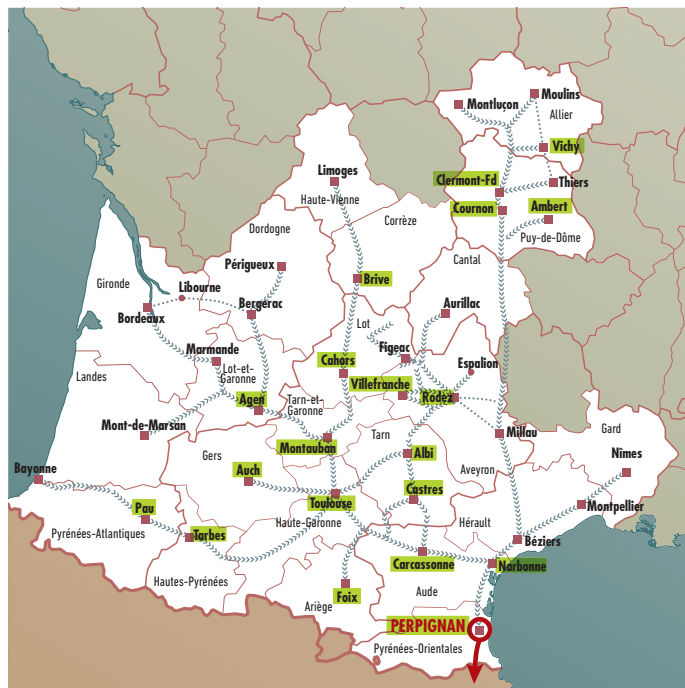 Moulins
Montluçon
Allier
Vichy
Limoges
Clermont-Fd
Thiers
Haute-Vienne
Cournon
Ambert
Corrèze
Dordogne
Puy-de-Dôme
Cantal
Périgueux
Gironde
Brive
Libourne
Bergerac
Aurillac
Bordeaux
Lot
Marmande
Figeac
Cahors
Espalion
Lot-et-
Garonne
Landes
Villefranche
Agen
Tarn-et-
Garonne
Rodez
Mont-de-Marsan
Tarn
Millau
Gard
Montauban
Gers
Albi
Nîmes
Bayonne
Auch
Aveyron
Castres
Pau
Toulouse
Montpellier
Haute-Garonne
Hérault
Pyrénées-Atlantiques
Tarbes
Béziers
Carcassonne
Narbonne
Hautes-Pyrénées
Foix
Aude
Ariège
PERPIGNAN
Pyrénées-Orientales